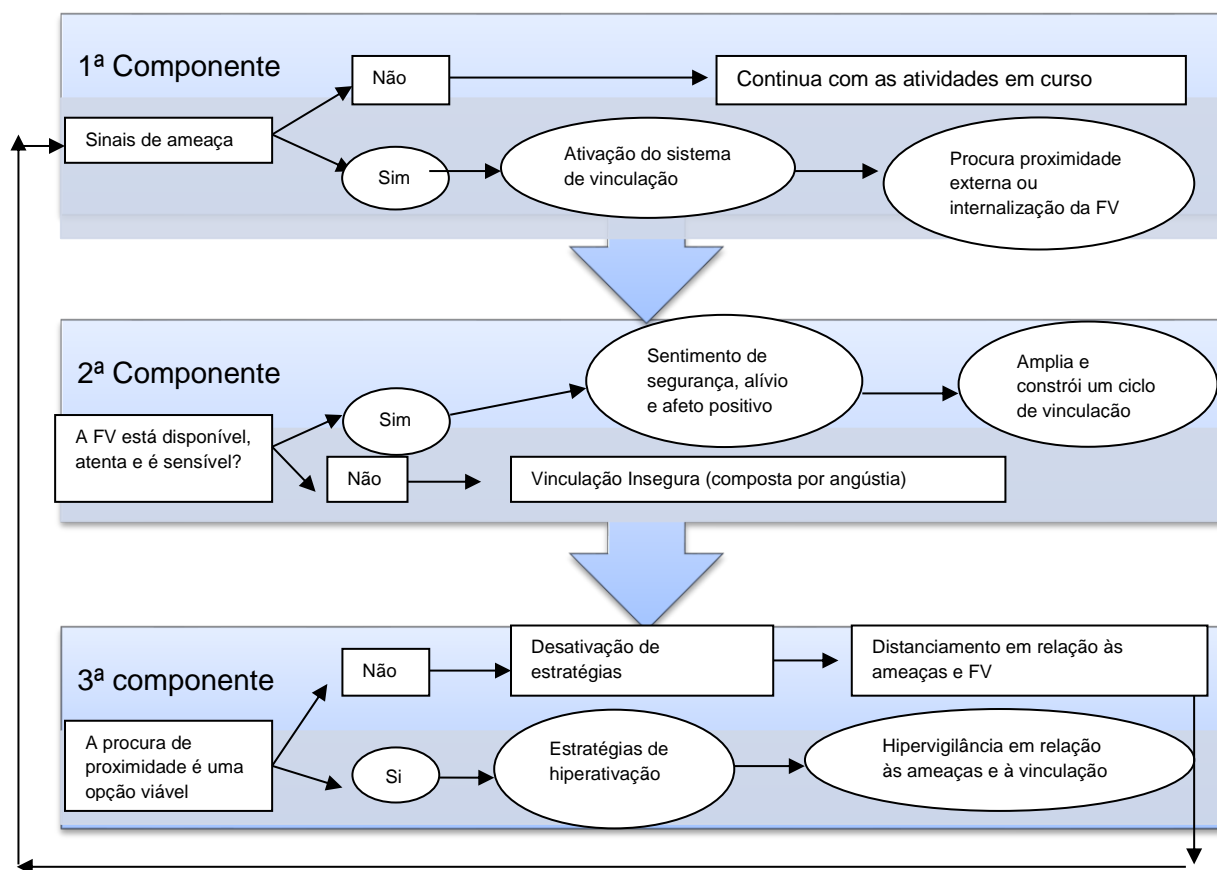 1ª Componente
Não
Continua com as atividades em curso
Sinais de ameaça
Sim
Ativação do sistema
de vinculação
Procura proximidade
externa ou
internalização da FV
2ª Componente
Sim
Sentimento de
segurança, alívio
e afeto positivo
Amplia e
constrói um ciclo
de vinculacão
A FV está disponível,
atenta e é sensível?
Não
Vinculação Insegura (composta por angústia)
3ª componente
Não
Desativação de
estratégias
Distanciamento em relação às
ameaças e FV
A procura de
proximidade é uma
opção viável
Si
Estratégias de
hiperativação
Hipervigilância em relação
às ameaças e à vinculação